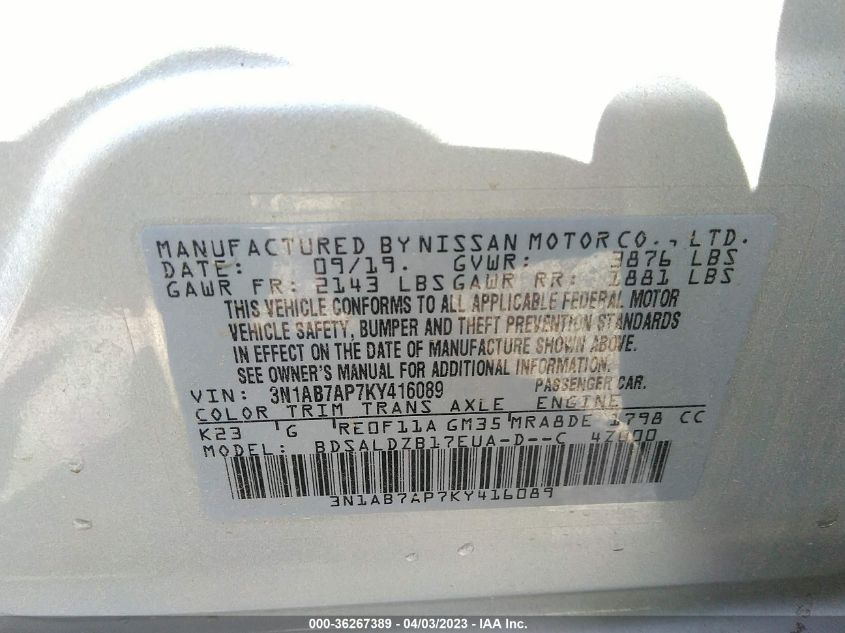 MANUFACTURED BY NISSAN MOTOR CO., LTD.
DATE: 09/19. GVWR: 3876 LBS
GAWR FR: 2143 LBS GAWR RR: 1881 LBS
THIS VEHICLE CONFORMS TO ALL APPLICABLE FEDERAL MOTOR
VEHICLE SAFETY, BUMPER AND THEFT PREVENTION STANDARDS
IN EFFECT ON THE DATE OF MANUFACTURE SHOWN ABOVE.
SEE OWNER'S MANUAL FOR ADDITIONAL INFORMATION.
VIN: 3N1AB7AP7KY416089 PASSENGER CAR.
COLOR TRIM TRANS AXLE ENGINE
K23 G RE0F11A GM35 MRA8DE 1798 CC
MODEL: BDSALDZB17EUA-D--C
3N1AB7AP7KY416089
000-36267389 - 04/03/2023 - IAA Inc.